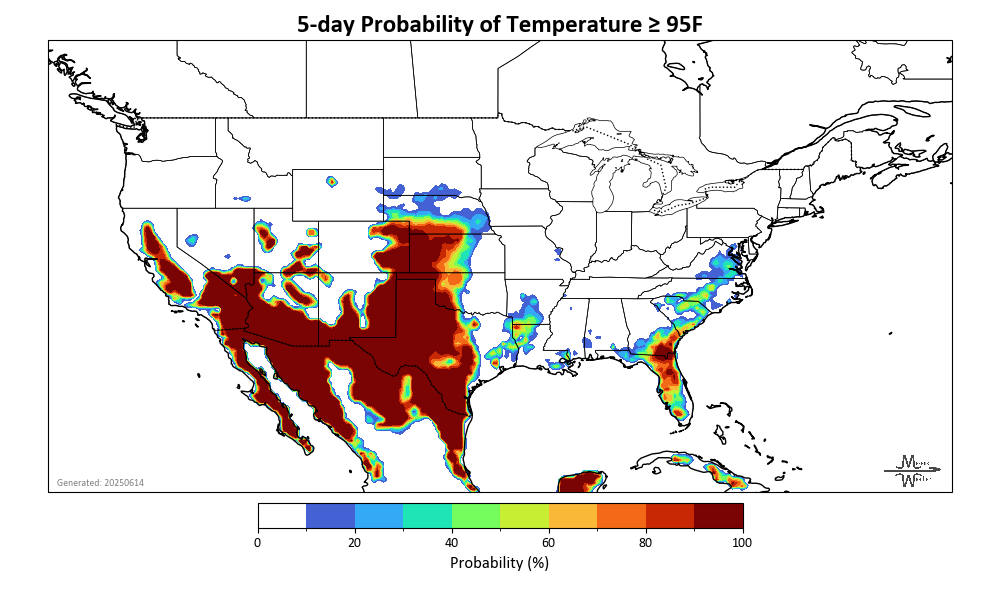 5-day Probability of Temperature ≥ 95F
Generated: 20250614
0 20 40 60 80 100
Probability (%)